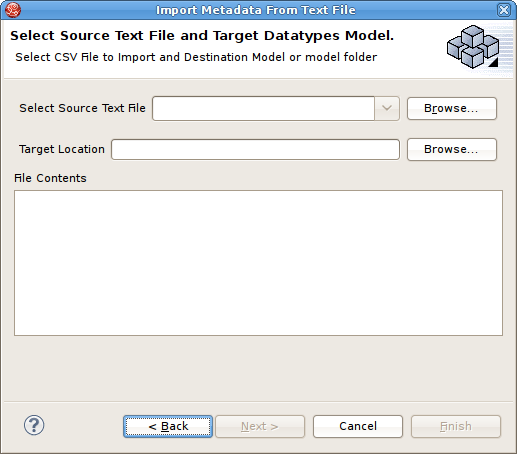 Import Metadata From Text File
Select Source Text File and Target Datatypes Model.
Select CSV File to Import and Destination Model or model folder
Select Source Text File
Browse...
Target Location
Browse...
File Contents
?
< Back
Next >
Cancel
Finish